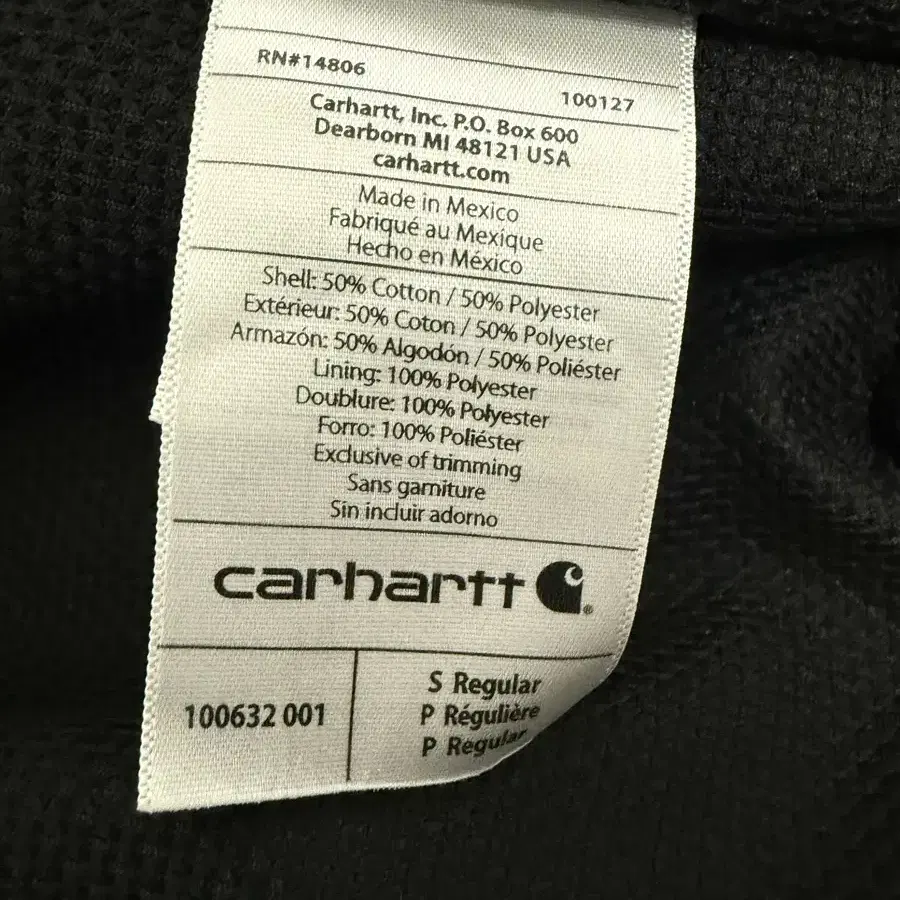 RN#14806
100127
Carhartt, Inc. P.O. Box 600
Dearborn MI 48121 USA
carhartt.com
Made in Mexico
Fabriqué au Mexique
Hecho en México
Shell: 50% Cotton / 50% Polyester
Extérieur: 50% Coton / 50% Polyester
Armazón: 50% Algodón / 50% Poliéster
Lining: 100% Polyester
Doublure: 100% Polyester
Forro: 100% Poliéster
Exclusive of trimming
Sans garniture
Sin incluir adorno
carhartt
®
100632 001
S Regular
P Régulière
P Regular